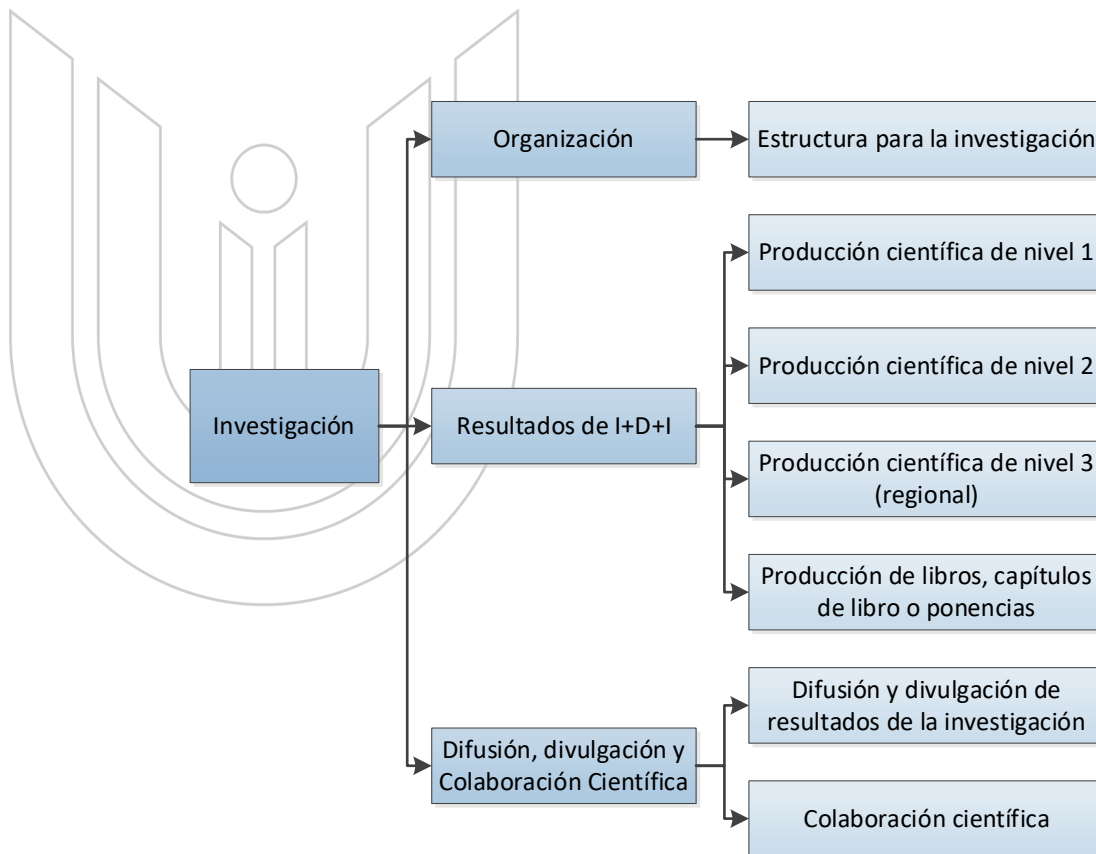 Investigación
Organización
Estructura para la investigación
Resultados de I+D+I
Producción científica de nivel 1
Producción científica de nivel 2
Producción científica de nivel 3
(regional)
Producción de libros, capítulos
de libro o ponencias
Difusión, divulgación y
Colaboración Científica
Difusión y divulgación de
resultados de la investigación
Colaboración científica